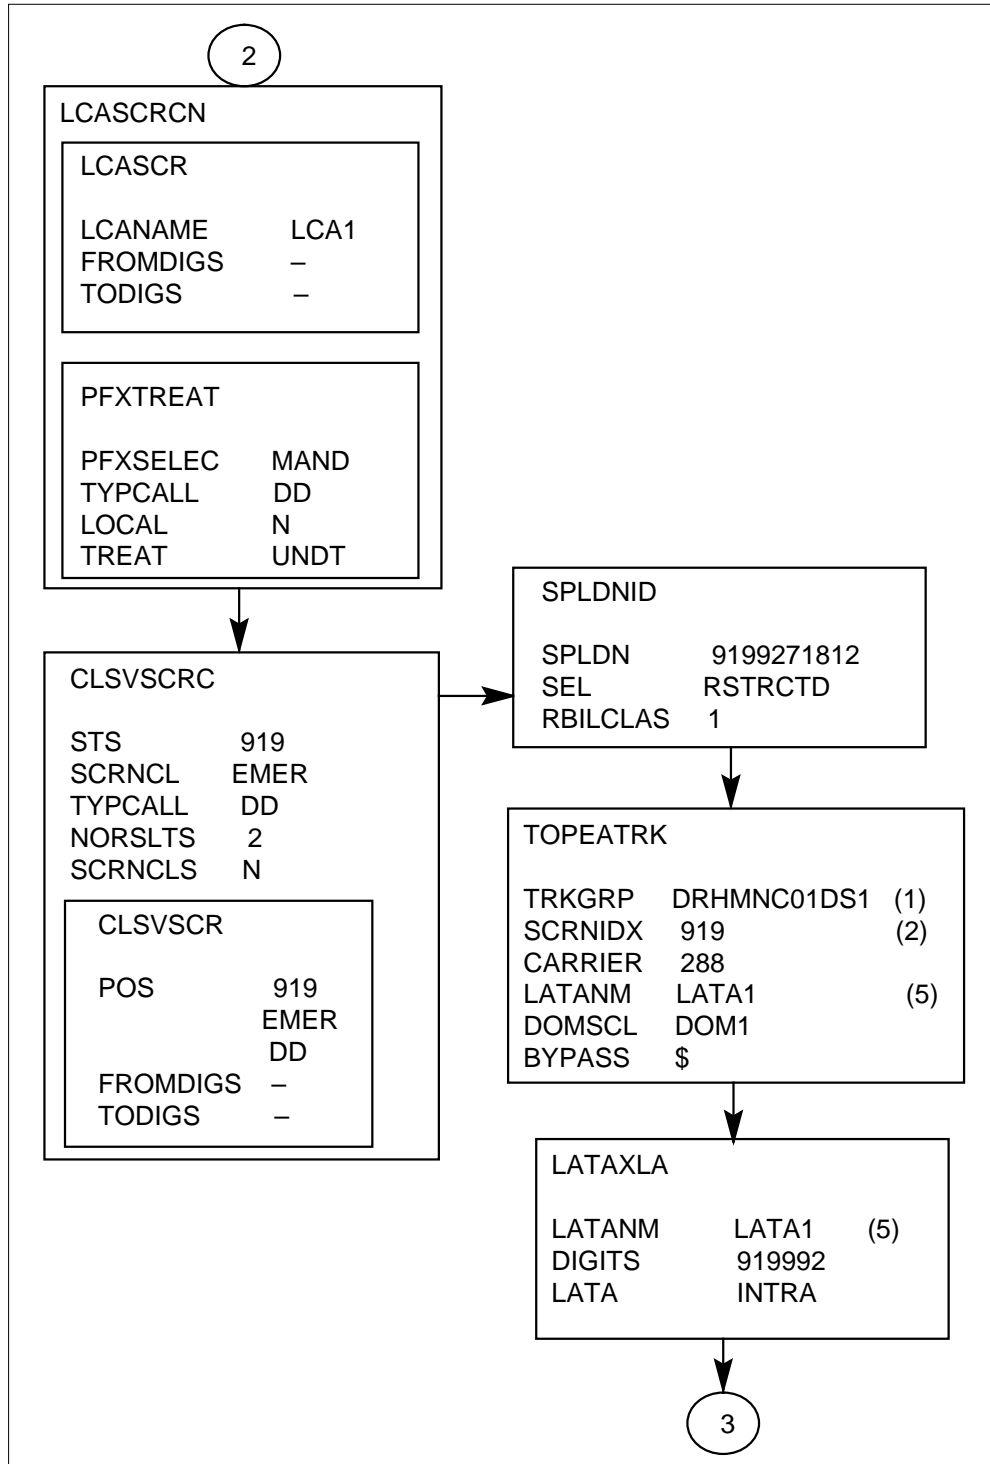 2
LCASCRCN
LCASCR
LCANAME LCA1
FROMDIGS –
TODIGS –
PFXTREAT
PFXSELEC MAND
TYPCALL DD
LOCAL N
TREAT UNDT
CLSVSCRC
STS 919
SCRNCL EMER
TYPCALL DD
NORSLTS 2
SCRNCLS N
CLSVSCR
POS 919
EMER
DD
FROMDIGS –
TODIGS –
SPLDNID
SPLDN 9199271812
SEL RSTRCTD
RBILCLAS 1
TOPEATRK
TRKGRP DRHMNC01DS1 (1)
SCRNIDX 919 (2)
CARRIER 288
LATANM LATA1 (5)
DOMSCL DOM1
BYPASS $
LATAXLA
LATANM LATA1 (5)
DIGITS 919992
LATA INTRA
3